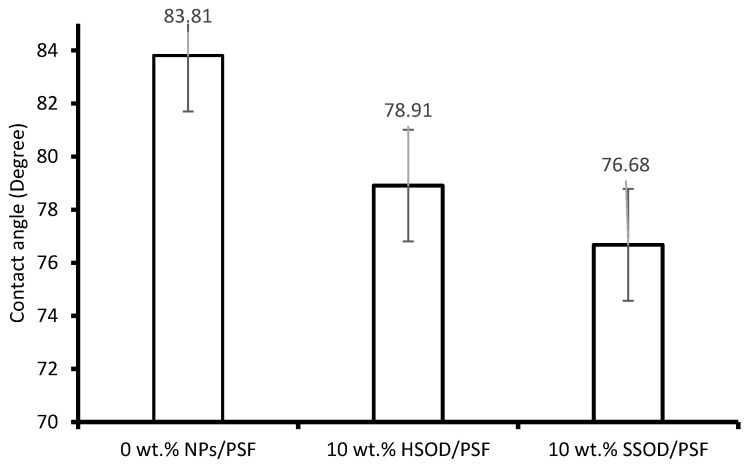 83.81
84
82
78.91
80
76.68
78
76
74
72
70
Contact angle (Degree)
0 wt.% NPs/PSF
10 wt.% HSOD/PSF
10 wt.% SSOD/PSF